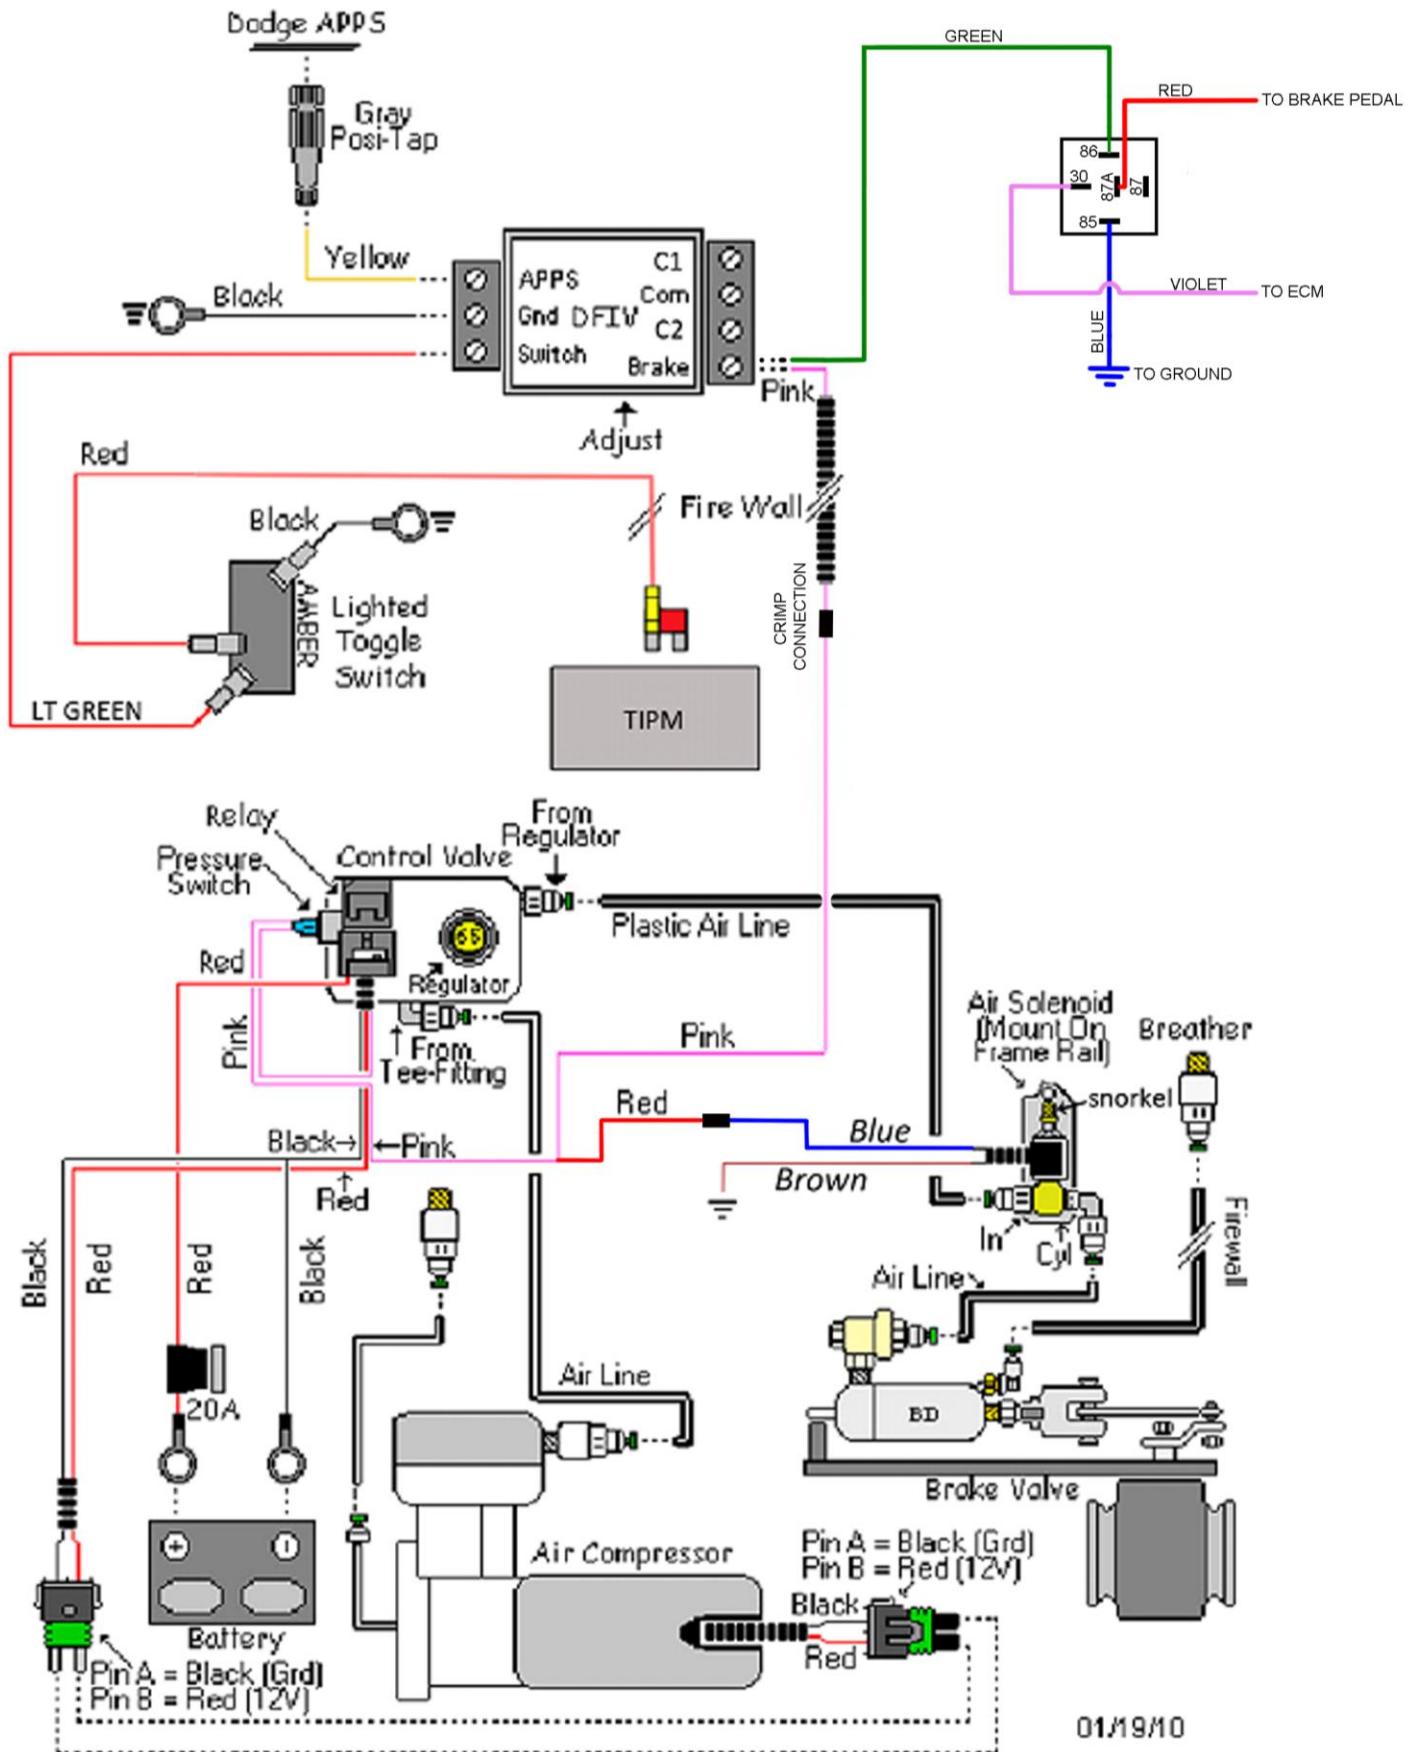 Dodge APPS
GREEN
RED
TO BRAKE PEDAL
Gray
Posi-Tap
86
30
87A
87
85
Yellow
APPS
C1
Com
Black
Gnd DFIV
C2
Switch
Brake
VIOLET
TO ECM
BLUE
TO GROUND
Pink
Adjust
Red
Fire Wall
Black
AMBER
Lighted
Toggle
Switch
CRIMP
CONNECTION
LT GREEN
TIPM
Relay
From
Regulator
Pressure
Switch
Control Valve
Plastic Air Line
65
Red
Regulator
Pink
From
Tee-Fitting
Pink
Air Solenoid
(Mount On
Frame Rail)
Breather
snorkel
Red
Blue
Black
Pink
Brown
Red
In
Cyl
Firewall
Black
Red
Red
Black
Air Line
20A
Air Line
BD
Brake Valve
+
Air Compressor
Pin A = Black (Grd)
Pin B = Red (12V)
Black
Red
Battery
Pin A = Black (Grd)
Pin B = Red (12V)
01/19/10